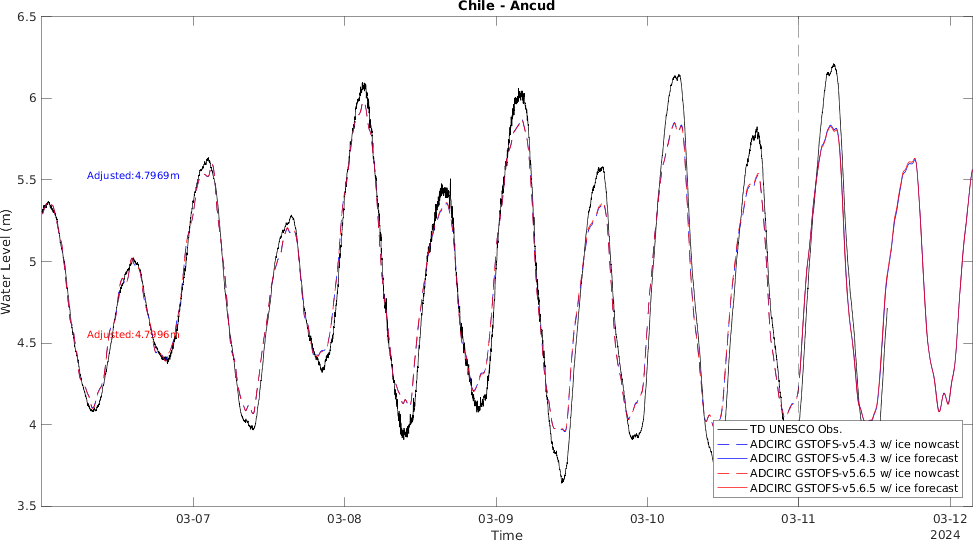 Chile - Ancud
6.5
6
5.5
5
4.5
4
3.5
Water Level (m)
Adjusted:4.7969m
Adjusted:4.7996m
TD UNESCO Obs.
ADCIRC GSTOFS-v5.4.3 w/ ice nowcast
ADCIRC GSTOFS-v5.4.3 w/ ice forecast
ADCIRC GSTOFS-v5.6.5 w/ ice nowcast
ADCIRC GSTOFS-v5.6.5 w/ ice forecast
03-07 03-08 03-09 03-10 03-11 03-12
Time
2024